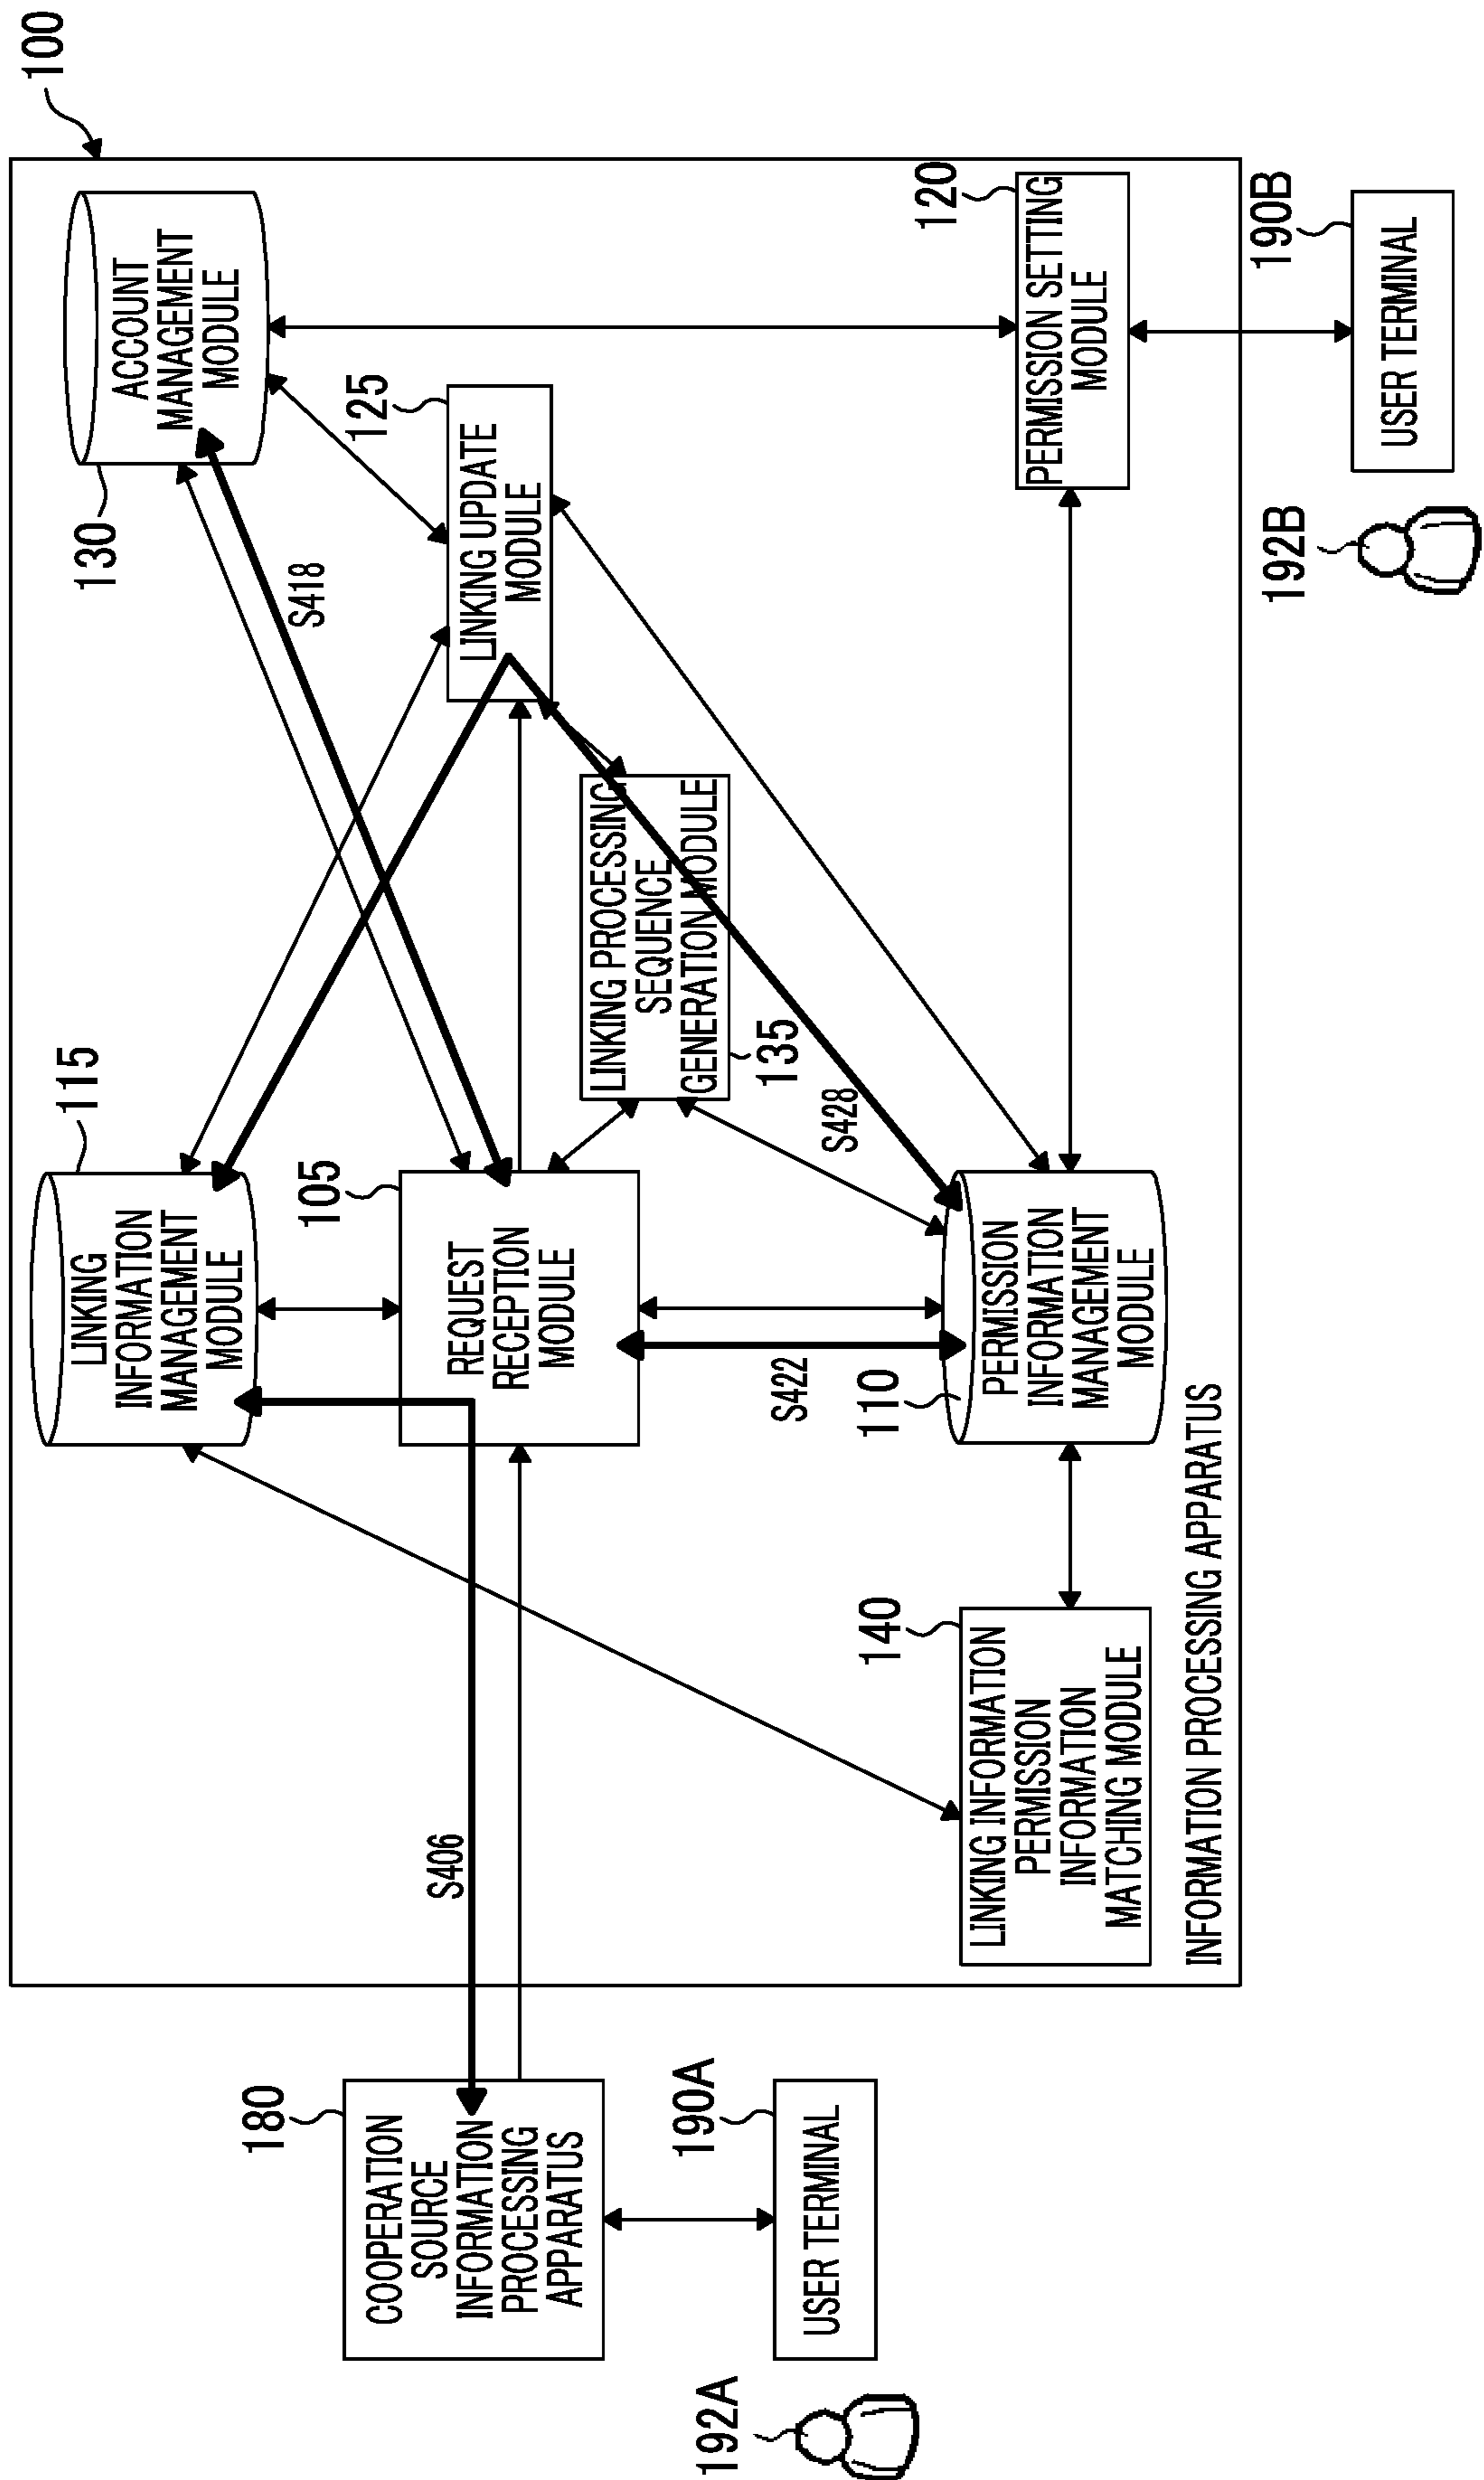 100
115
LINKING
INFORMATION
MANAGEMENT
MODULE
130
ACCOUNT
MANAGEMENT
MODULE
S418
180
COOPERATION
SOURCE
INFORMATION
PROCESSING
APPARATUS
S406
105
REQUEST
RECEPTION
MODULE
125
LINKING UPDATE
MODULE
LINKING PROCESSING
SEQUENCE
GENERATION MODULE
135
S428
S422
190A
USER TERMINAL
192A
140
LINKING INFORMATION
PERMISSION
INFORMATION
MATCHING MODULE
110
PERMISSION
INFORMATION
MANAGEMENT
MODULE
120
PERMISSION SETTING
MODULE
INFORMATION PROCESSING APPARATUS
192B
190B
USER TERMINAL